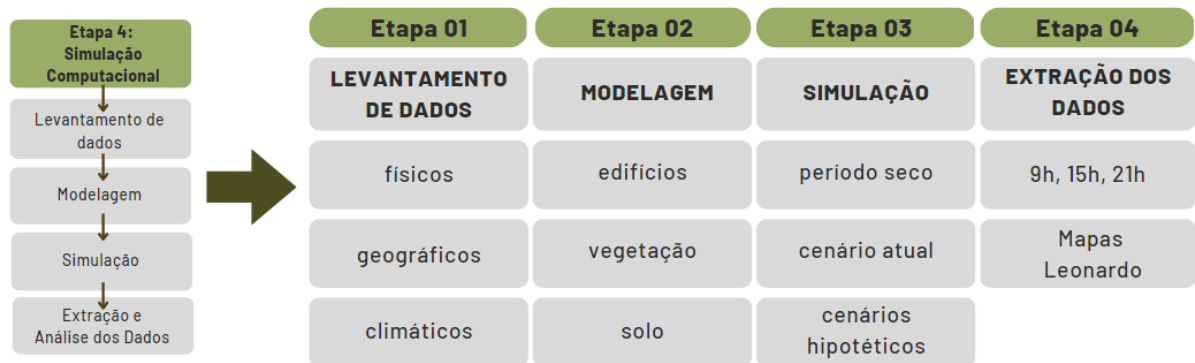 Etapa 4:
Simulação
Computacional
Levantamento de
dados
Modelagem
Simulação
Extração e
Análise dos Dados
Etapa 01
LEVANTAMENTO
DE DADOS
físicos
geográficos
climáticos
Etapa 02
MODELAGEM
edifícios
vegetação
solo
Etapa 03
SIMULAÇÃO
período seco
cenário atual
cenários
hipotéticos
Etapa 04
EXTRAÇÃO DOS
DADOS
9h, 15h, 21h
Mapas
Leonardo